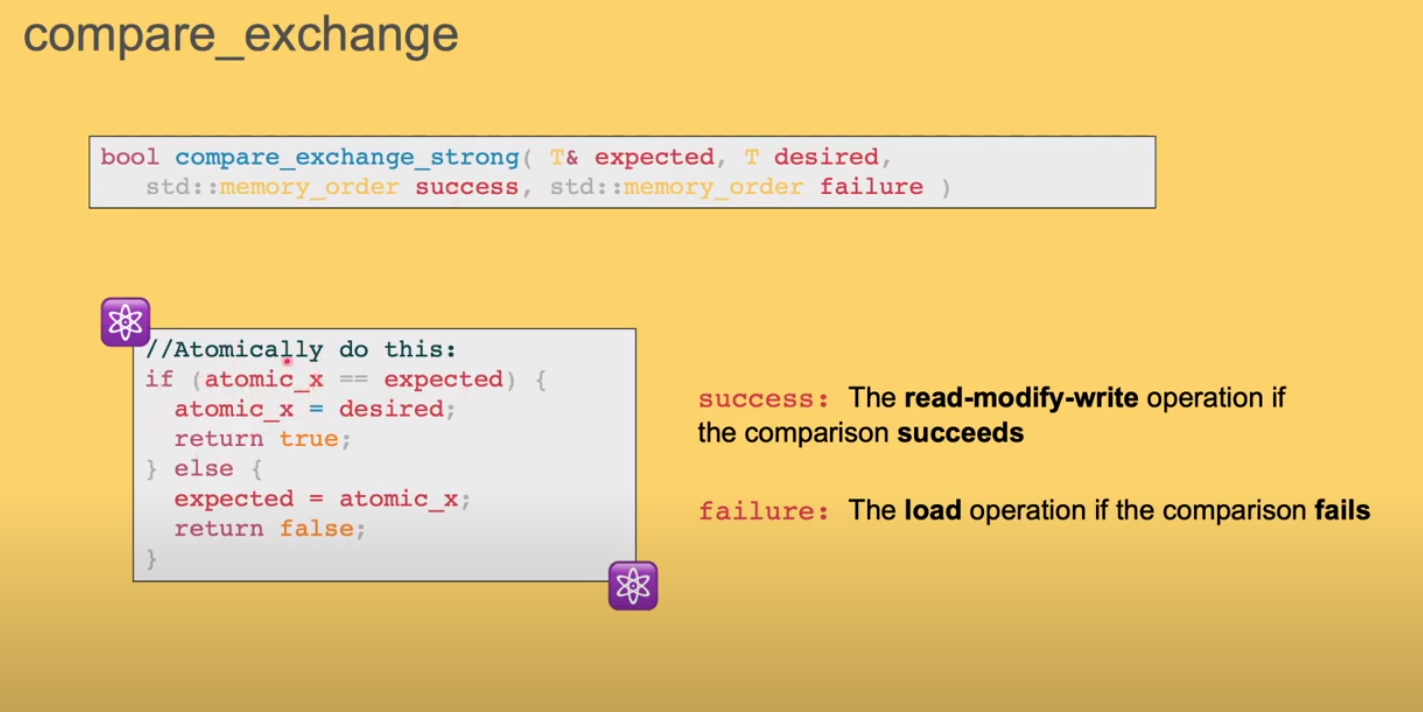 compare_exchange
bool compare_exchange_strong( T& expected, T desired,
std::memory_order success, std::memory_order failure )
//Atomically do this:
if (atomic_x == expected) {
atomic_x = desired;
return true;
} else {
expected = atomic_x;
return false;
}
success: The read-modify-write operation if
the comparison succeeds
failure: The load operation if the comparison fails